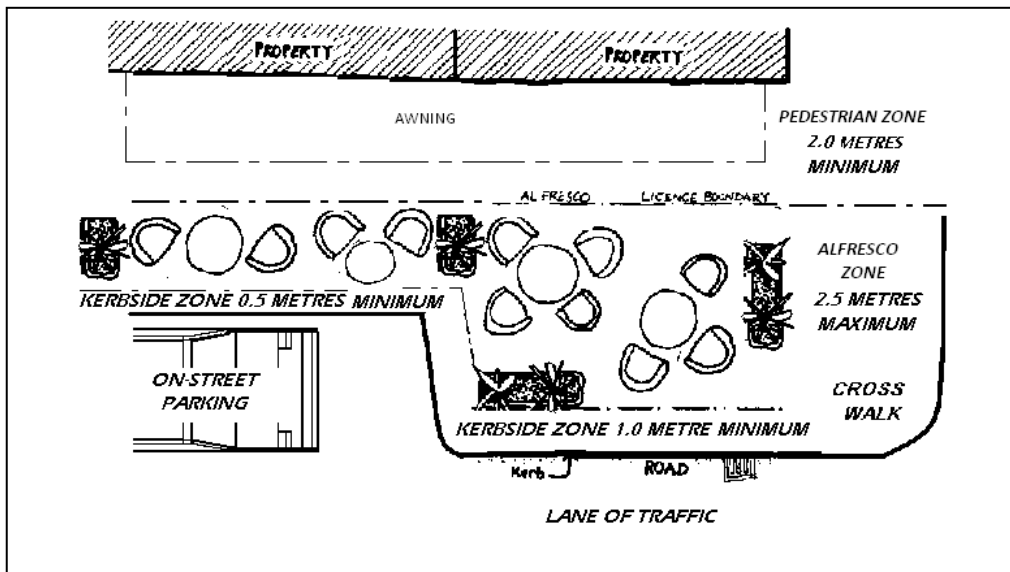 PROPERTY
PROPERTY
AWNING
PEDESTRIAN ZONE
2.0 METRES
MINIMUM
AL FRESCO LICENCE BOUNDARY
ALFRESCO
ZONE
2.5 METRES
MAXIMUM
KERBSIDE ZONE 0.5 METRES MINIMUM
ON-STREET
PARKING
CROSS
WALK
KERBSIDE ZONE 1.0 METRE MINIMUM
Kerb
ROAD
LANE OF TRAFFIC